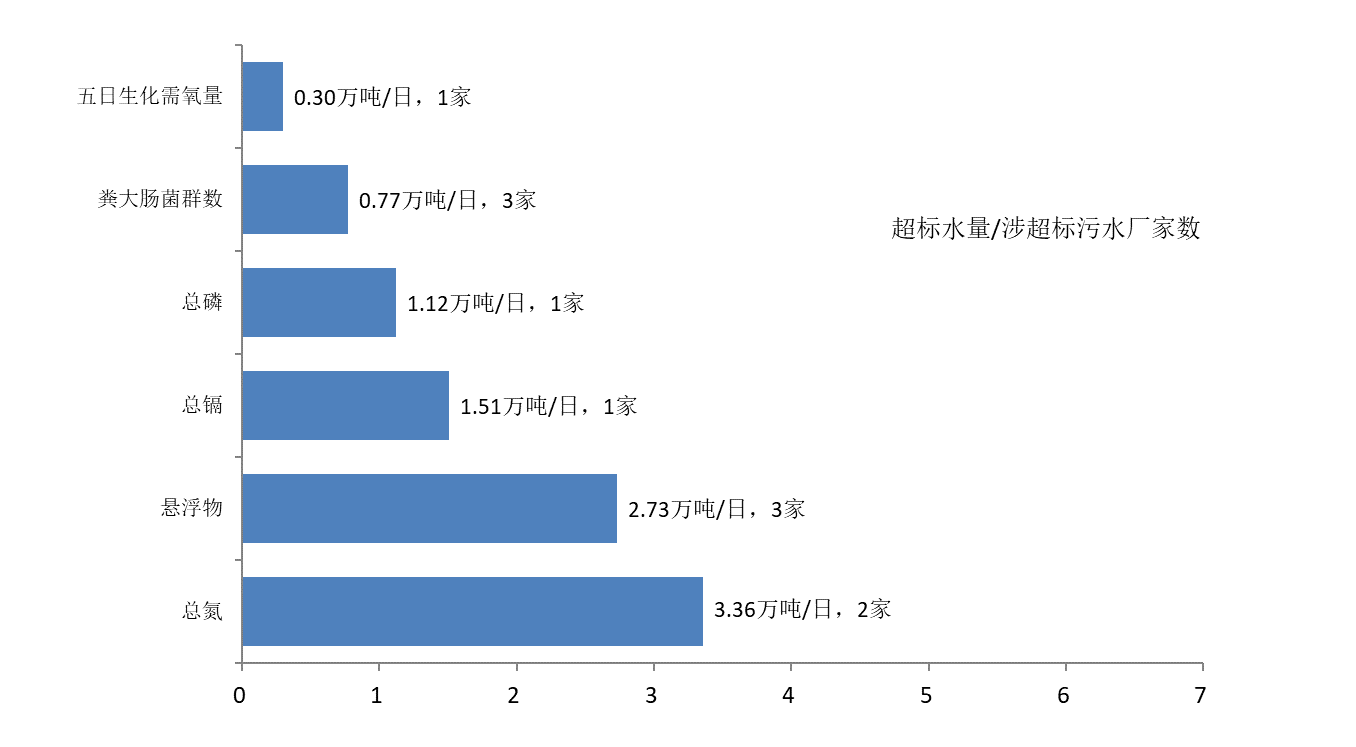 五日生化需氧量
0.30万吨/日，1家
粪大肠菌群数
0.77万吨/日，3家
超标水量/涉超标污水厂家数
总磷
1.12万吨/日，1家
总镉
1.51万吨/日，1家
悬浮物
2.73万吨/日，3家
总氮
3.36万吨/日，2家
0 1 2 3 4 5 6 7